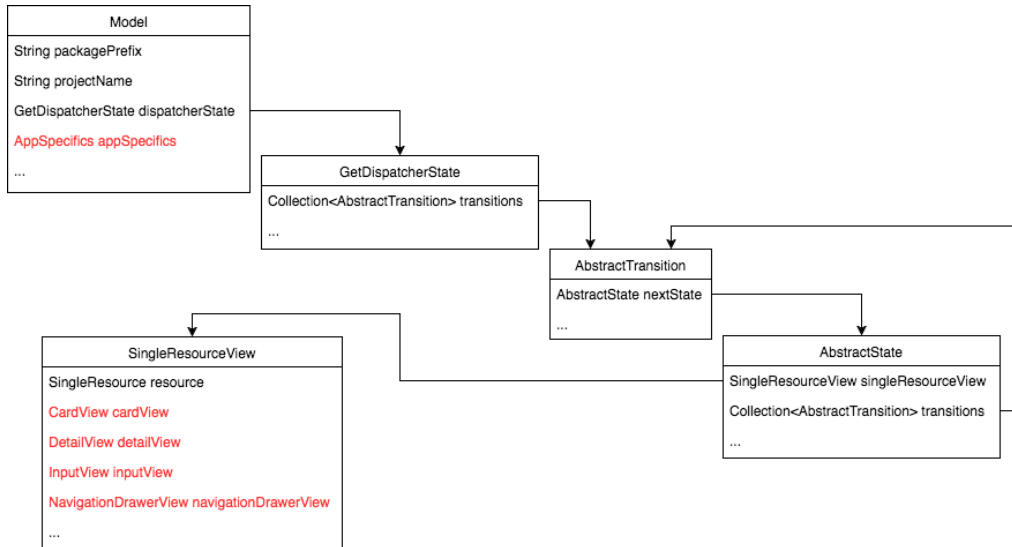 Model
String packagePrefix
String projectName
GetDispatcherState dispatcherState
AppSpecifics appSpecifics
...
GetDispatcherState
Collection<AbstractTransition> transitions
...
AbstractTransition
AbstractState nextState
...
AbstractState
SingleResourceView singleResourceView
Collection<AbstractTransition> transitions
...
SingleResourceView
SingleResource resource
CardView cardView
DetailView detailView
InputView inputView
NavigationDrawerView navigationDrawerView
...